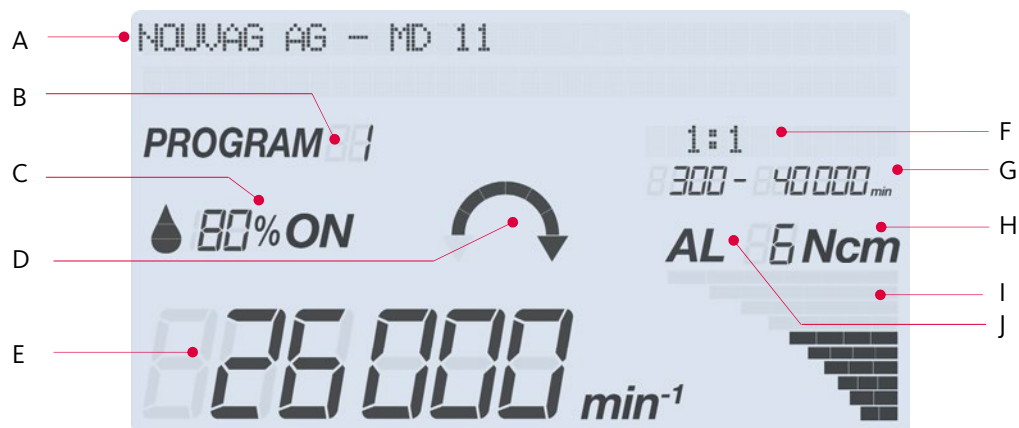 A
NOUVAG AG - MD 11
B
PROGRAM 1
F
1:1
C
G
300 - 40000 min
80% ON
H
D
AL 6 Ncm
I
J
E
26000 min-1